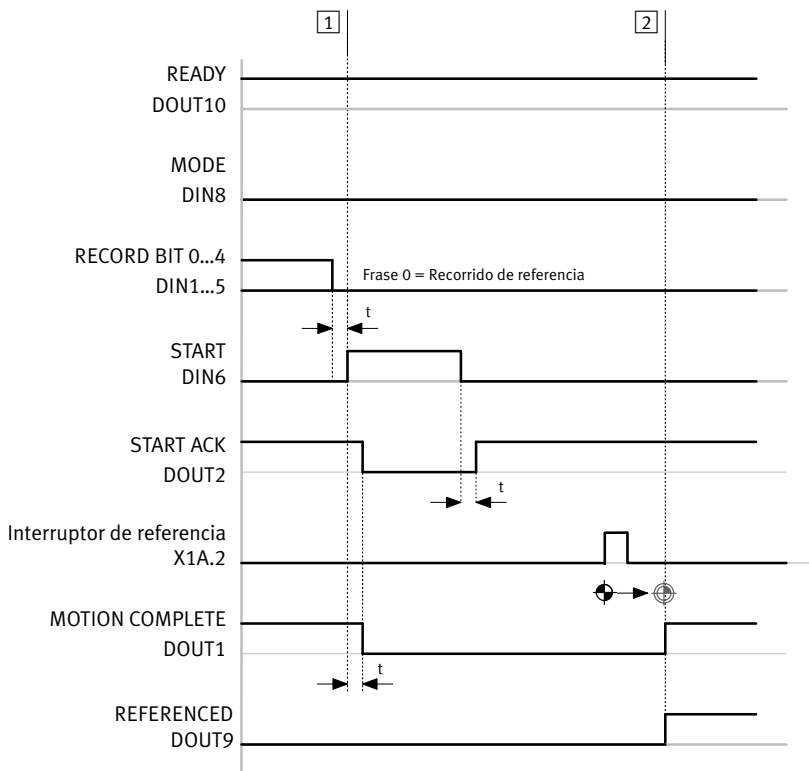 1
2
READY
DOUT10
MODE
DIN8
RECORD BIT 0...4
DIN1...5
Frase 0 = Recorrido de referencia
t
START
DIN6
START ACK
DOUT2
t
Interruptor de referencia
X1A.2
MOTION COMPLETE
DOUT1
t
REFERENCED
DOUT9